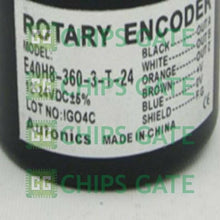 ROTARY ENCODER
MODEL:
E40H8-360-3-T-24
12-24VDC±5%
LOT NO:IGO4C
AUTONICS MADE IN CHINA
BLACK
WHITE
ORANGE
BROWN
BLUE
SHIELD
CHIPS GATE